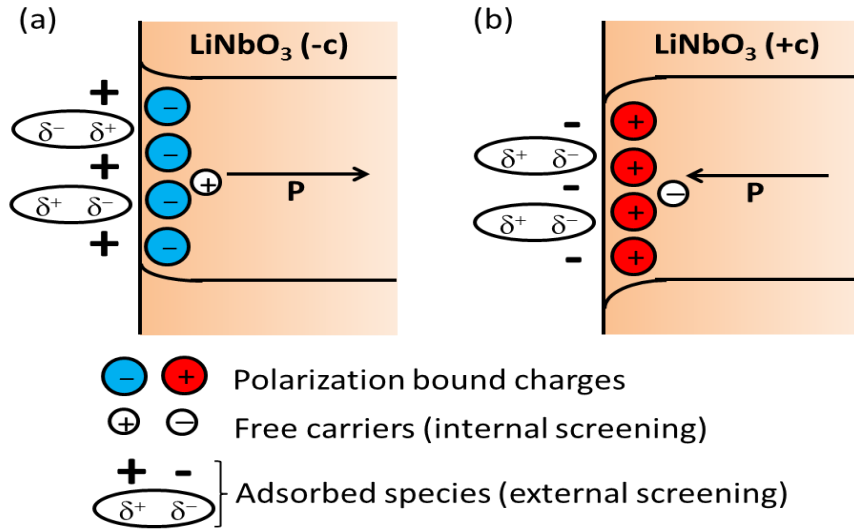 (a)
LiNbO₃ (-c)
+
δ⁻ δ⁺
+
δ⁺ δ⁻
+
−
−
−
−
+
P
(b)
LiNbO₃ (+c)
-
δ⁺ δ⁻
-
δ⁺ δ⁻
-
+
+
+
+
−
P
− + Polarization bound charges
+ − Free carriers (internal screening)
+ -
δ⁺ δ⁻
Adsorbed species (external screening)